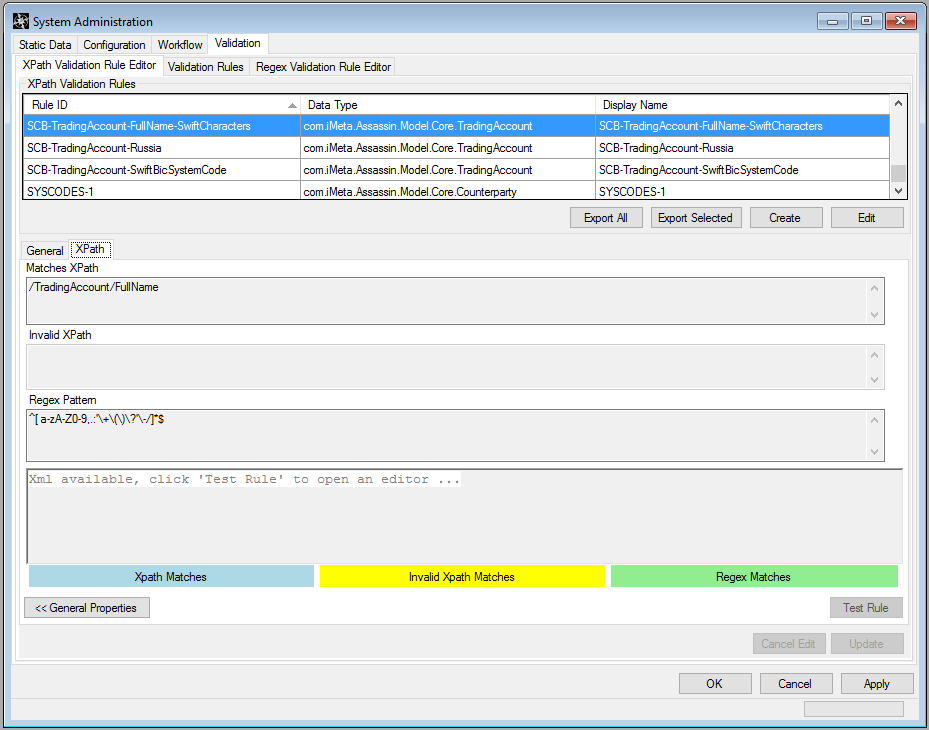 System Administration
Static Data Configuration Workflow Validation
XPath Validation Rule Editor Validation Rules Regex Validation Rule Editor
XPath Validation Rules
Rule ID Data Type Display Name
SCB-TradingAccount-FullName-SwiftCharacters com.iMeta.Assassin.Model.Core.TradingAccount SCB-TradingAccount-FullName-SwiftCharacters
SCB-TradingAccount-Russia com.iMeta.Assassin.Model.Core.TradingAccount SCB-TradingAccount-Russia
SCB-TradingAccount-SwiftBicSystemCode com.iMeta.Assassin.Model.Core.TradingAccount SCB-TradingAccount-SwiftBicSystemCode
SYSCODES-1 com.iMeta.Assassin.Model.Core.Counterparty SYSCODES-1
Export All Export Selected Create Edit
General XPath
Matches XPath
/TradingAccount/FullName
Invalid XPath
Regex Pattern
^[ a-zA-Z0-9,.:'\+\(\)\?'\-/]*$
Xml available, click 'Test Rule' to open an editor ...
Xpath Matches Invalid Xpath Matches Regex Matches
<< General Properties Test Rule
Cancel Edit Update
OK Cancel Apply